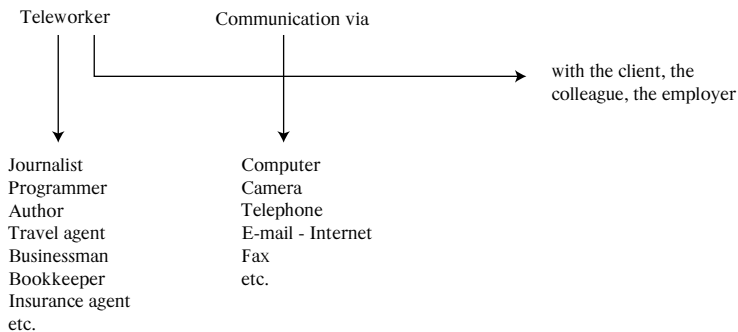 Teleworker
Communication via
with the client, the
colleague, the employer
Journalist
Programmer
Author
Travel agent
Businessman
Bookkeeper
Insurance agent
etc.
Computer
Camera
Telephone
E-mail - Internet
Fax
etc.